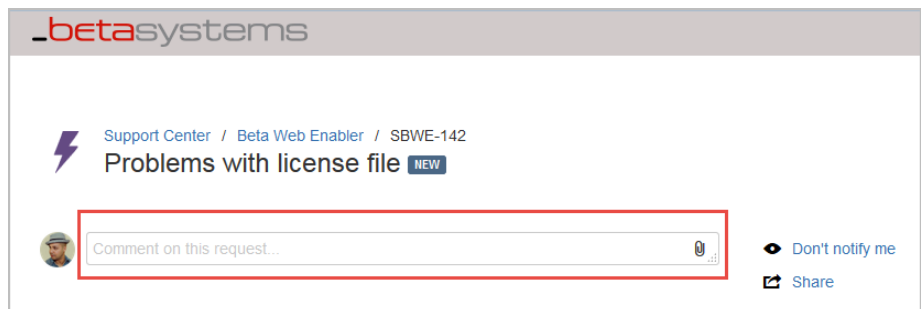 _betasystems
Support Center / Beta Web Enabler / SBWE-142
Problems with license file NEW
Comment on this request...
Don't notify me
Share